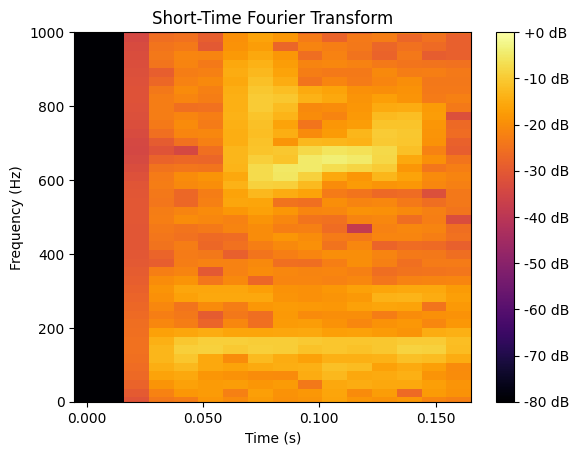 Short-Time Fourier Transform
1000
800
600
400
200
0
Frequency (Hz)
0.000
0.050
0.100
0.150
Time (s)
+0 dB
-10 dB
-20 dB
-30 dB
-40 dB
-50 dB
-60 dB
-70 dB
-80 dB